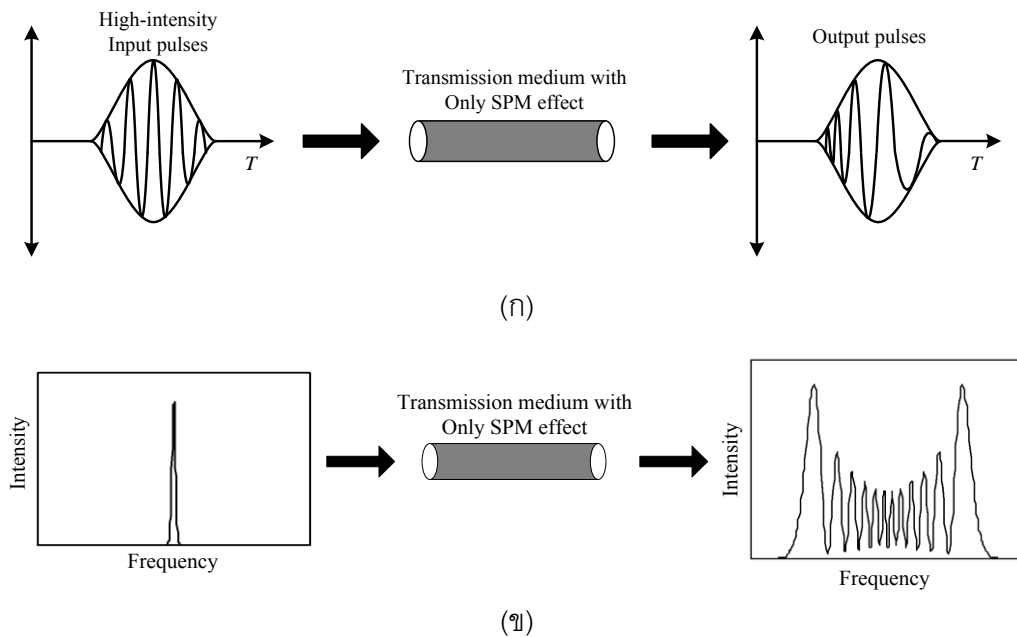 High-intensity
Input pulses
T
Transmission medium with
Only SPM effect
Output pulses
T
(ก)
Intensity
Frequency
Transmission medium with
Only SPM effect
Intensity
Frequency
(ข)